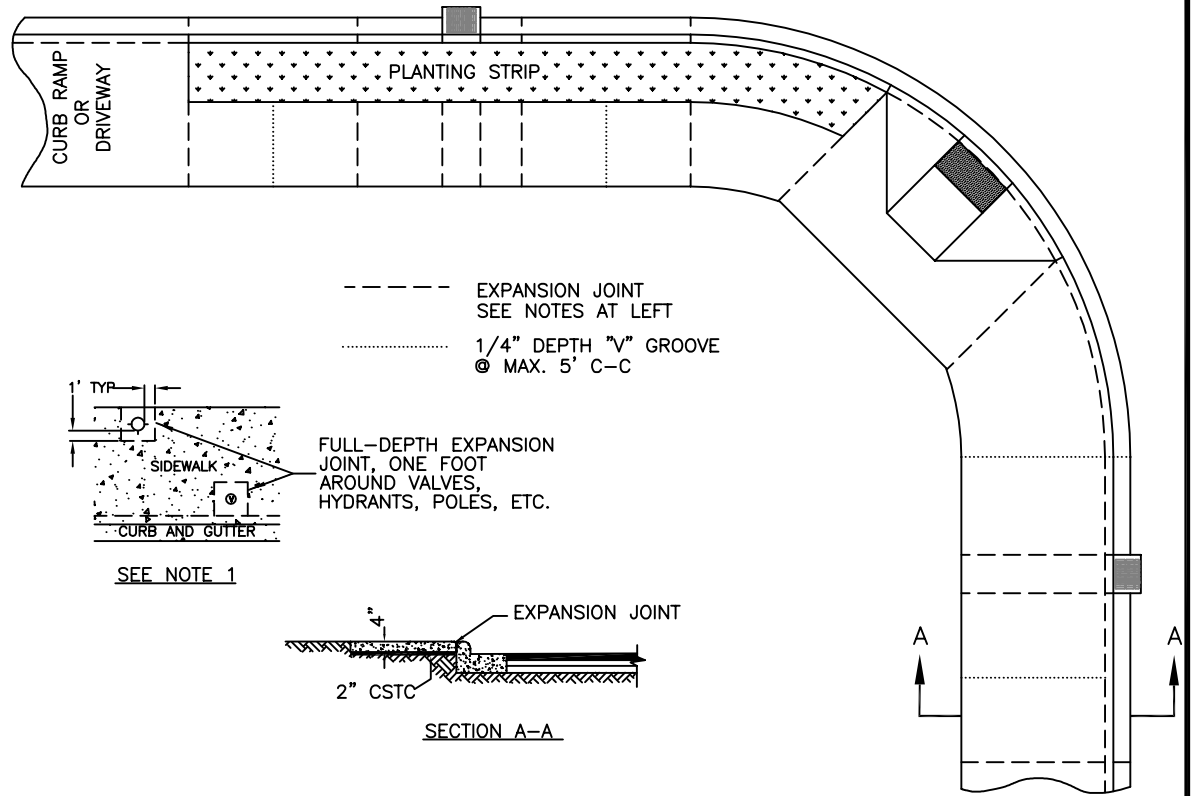 CURB RAMP
OR
DRIVEWAY
PLANTING STRIP
EXPANSION JOINT
SEE NOTES AT LEFT
1/4" DEPTH "V" GROOVE
@ MAX. 5' C-C
1' TYP
SIDEWALK
V
CURB AND GUTTER
FULL-DEPTH EXPANSION
JOINT, ONE FOOT
AROUND VALVES,
HYDRANTS, POLES, ETC.
SEE NOTE 1
4"
EXPANSION JOINT
2" CSTC
SECTION A-A
A
A